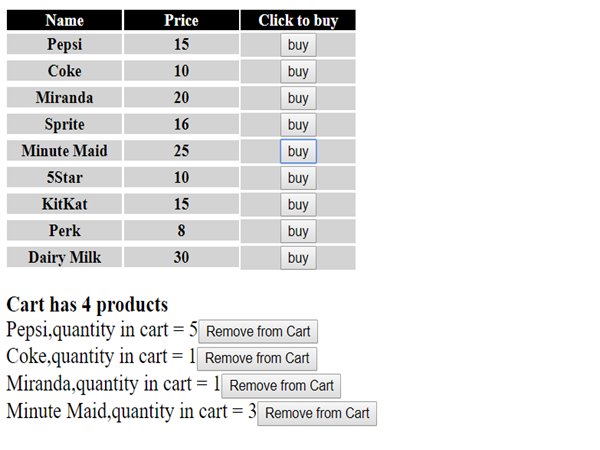 Name Price Click to buy
Pepsi 15 buy
Coke 10 buy
Miranda 20 buy
Sprite 16 buy
Minute Maid 25 buy
5Star 10 buy
KitKat 15 buy
Perk 8 buy
Dairy Milk 30 buy
Cart has 4 products
Pepsi,quantity in cart = 5 Remove from Cart
Coke,quantity in cart = 1 Remove from Cart
Miranda,quantity in cart = 1 Remove from Cart
Minute Maid,quantity in cart = 3 Remove from Cart